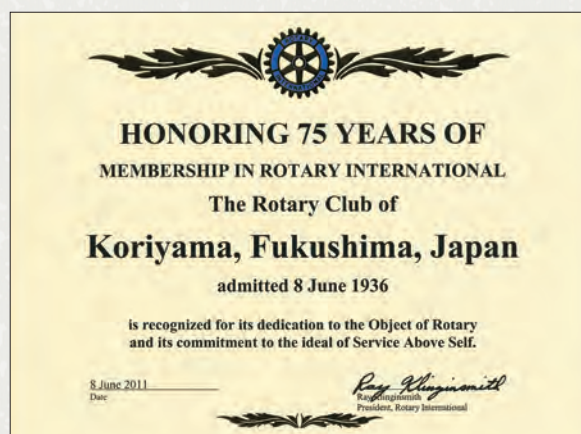 ROTARY
INTERNATIONAL
HONORING 75 YEARS OF
MEMBERSHIP IN ROTARY INTERNATIONAL
The Rotary Club of
Koriyama, Fukushima, Japan
admitted 8 June 1936
is recognized for its dedication to the Object of Rotary
and its commitment to the ideal of Service Above Self.
8 June 2011
Date
Ray Klinginsmith
Ray Klinginsmith
President, Rotary International